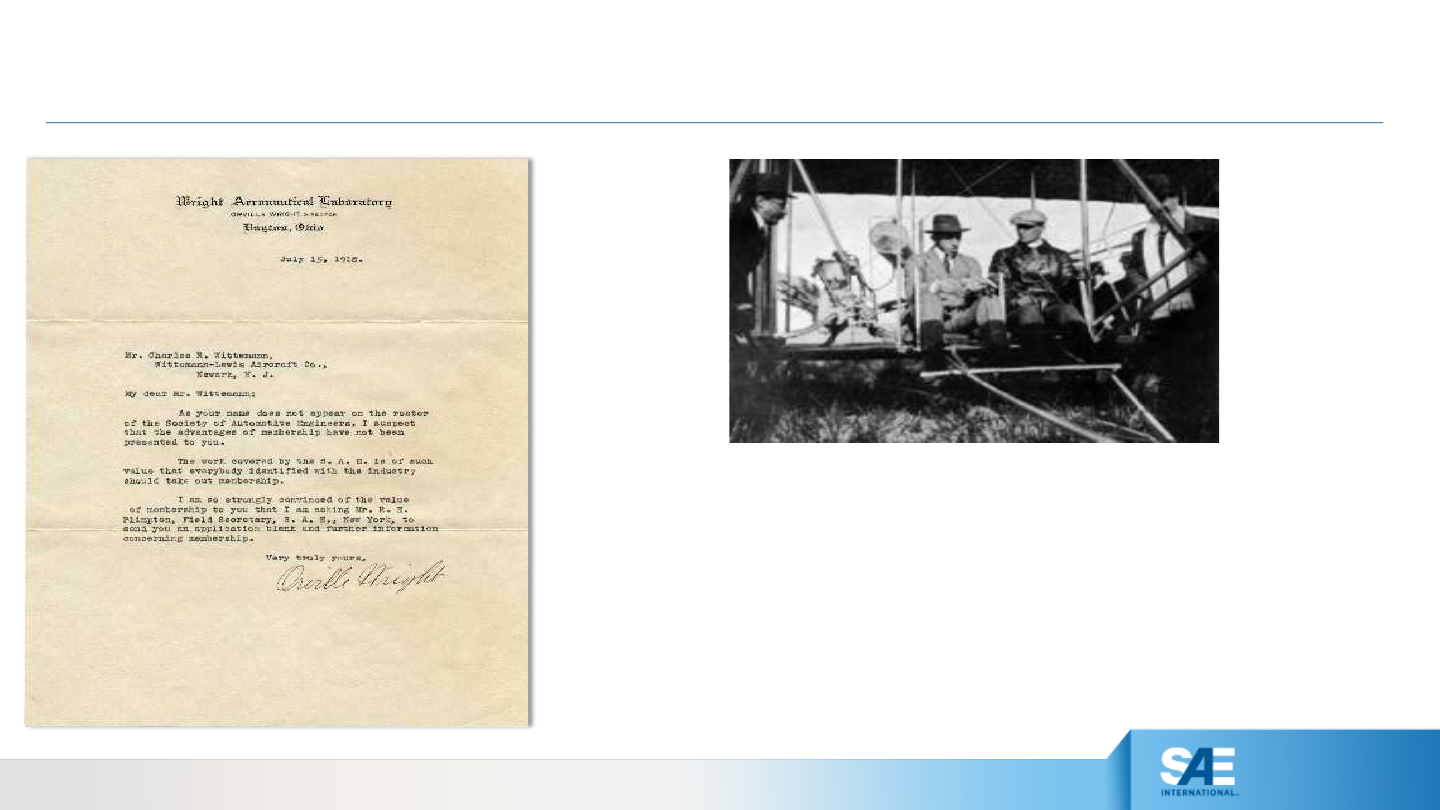 Wright Aeronautical Laboratory
ORVILLE WRIGHT, DIRECTOR
Dayton, Ohio
July 15, 1918.
Mr. Charles R. Wittemann,
Wittemann-Lewis Aircraft Co.,
Newark, N. J.
My dear Mr. Wittemann:
As your name does not appear on the roster
of the Society of Automotive Engineers, I suspect
that the advantages of membership have not been
presented to you.
The work covered by the S. A. E. is of such
value that everybody identified with the industry
should take out membership.
I am so strongly convinced of the value
of membership to you that I am asking Mr. R. H.
Plimpton, Field Secretary, S. A. E., New York, to
send you an application blank and further information
concerning membership.
Very truly yours,
Orville Wright
SAE
INTERNATIONAL.